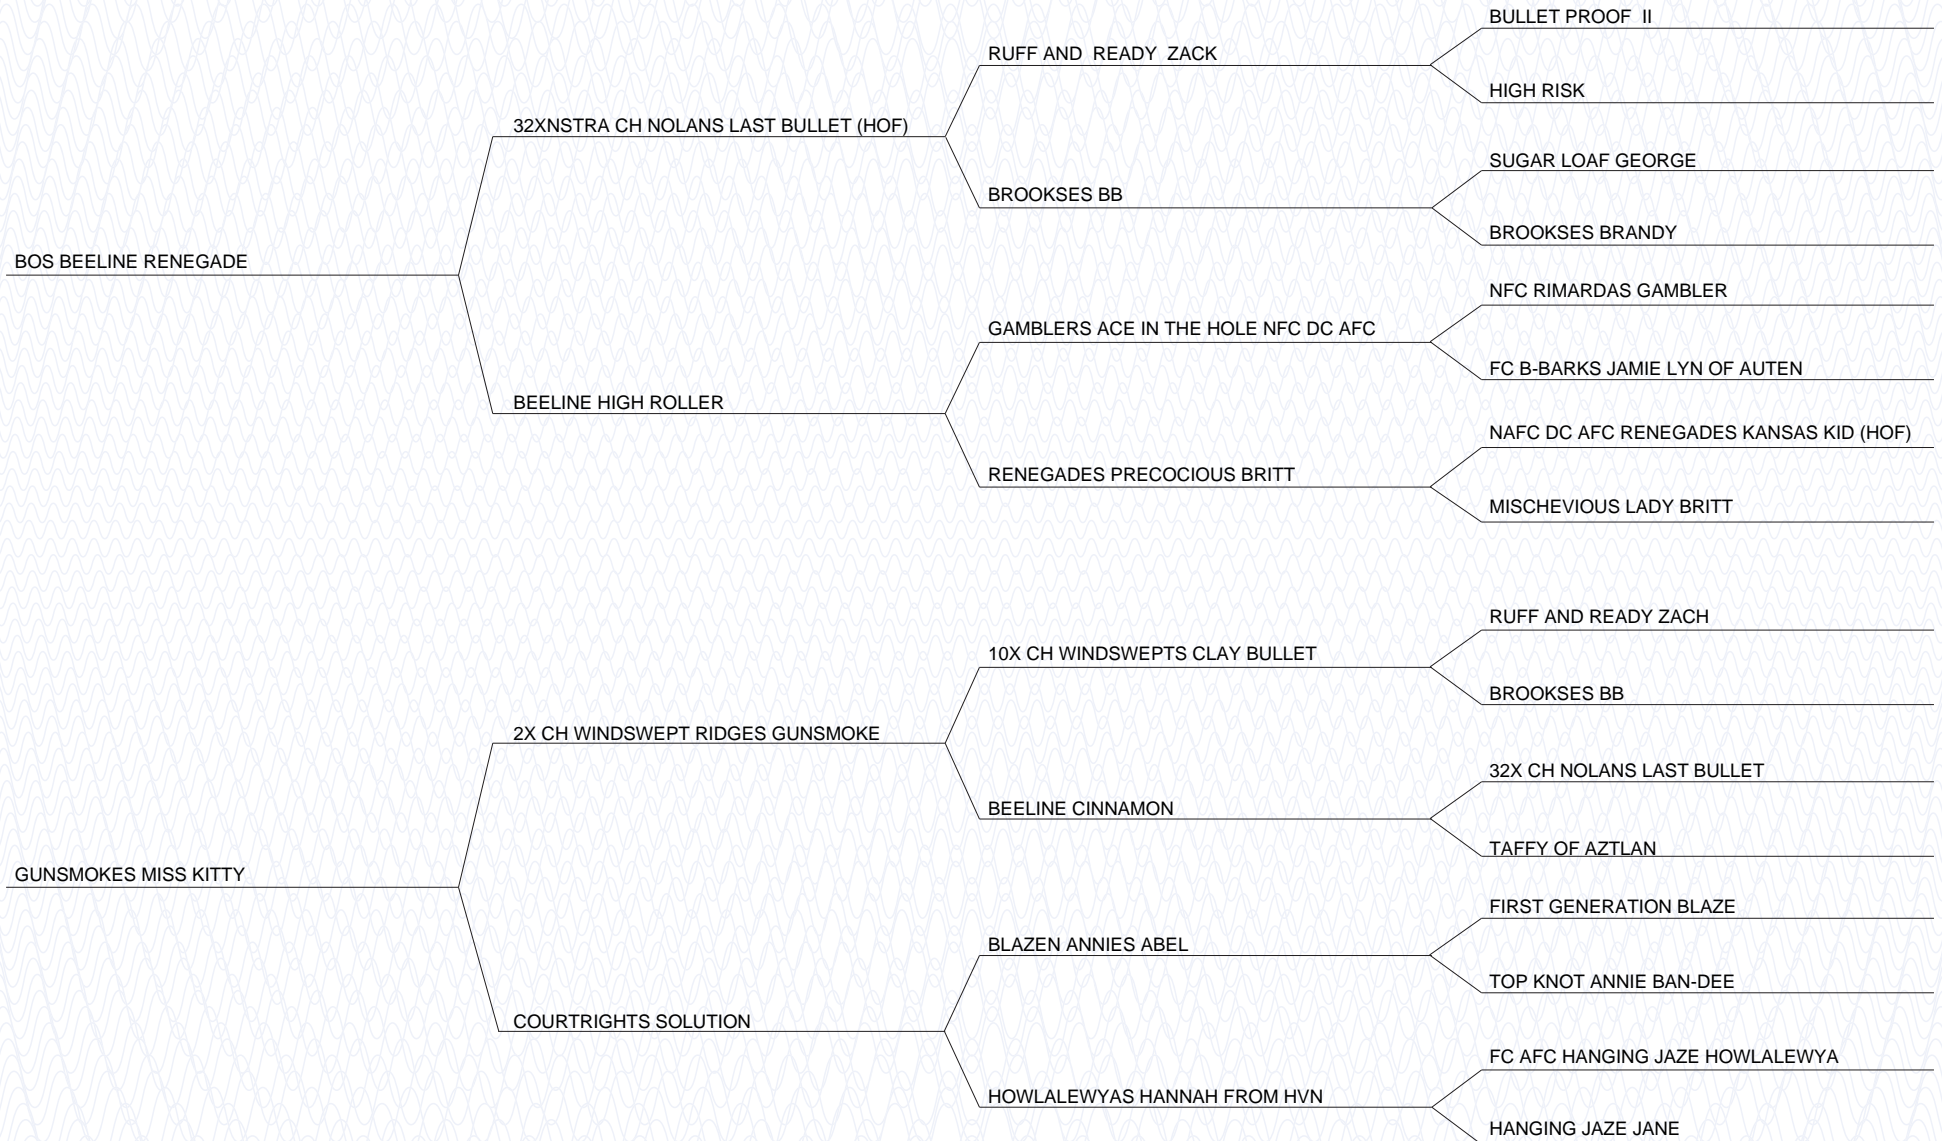 BULLET PROOF  II
RUFF AND  READY  ZACK
HIGH RISK
32XNSTRA CH NOLANS LAST BULLET (HOF)
SUGAR LOAF GEORGE
BROOKSES BB
BROOKSES BRANDY
BOS BEELINE RENEGADE
NFC RIMARDAS GAMBLER
GAMBLERS ACE IN THE HOLE NFC DC AFC
FC B-BARKS JAMIE LYN OF AUTEN
BEELINE HIGH ROLLER
NAFC DC AFC RENEGADES KANSAS KID (HOF)
RENEGADES PRECOCIOUS BRITT
MISCHEVIOUS LADY BRITT
RUFF AND READY ZACH
10X CH WINDSWEPTS CLAY BULLET
BROOKSES BB
2X CH WINDSWEPT RIDGES GUNSMOKE
32X CH NOLANS LAST BULLET
BEELINE CINNAMON
TAFFY OF AZTLAN
GUNSMOKES MISS KITTY
FIRST GENERATION BLAZE
BLAZEN ANNIES ABEL
TOP KNOT ANNIE BAN-DEE
COURTRIGHTS SOLUTION
FC AFC HANGING JAZE HOWLALEWYA
HOWLALEWYAS HANNAH FROM HVN
HANGING JAZE JANE